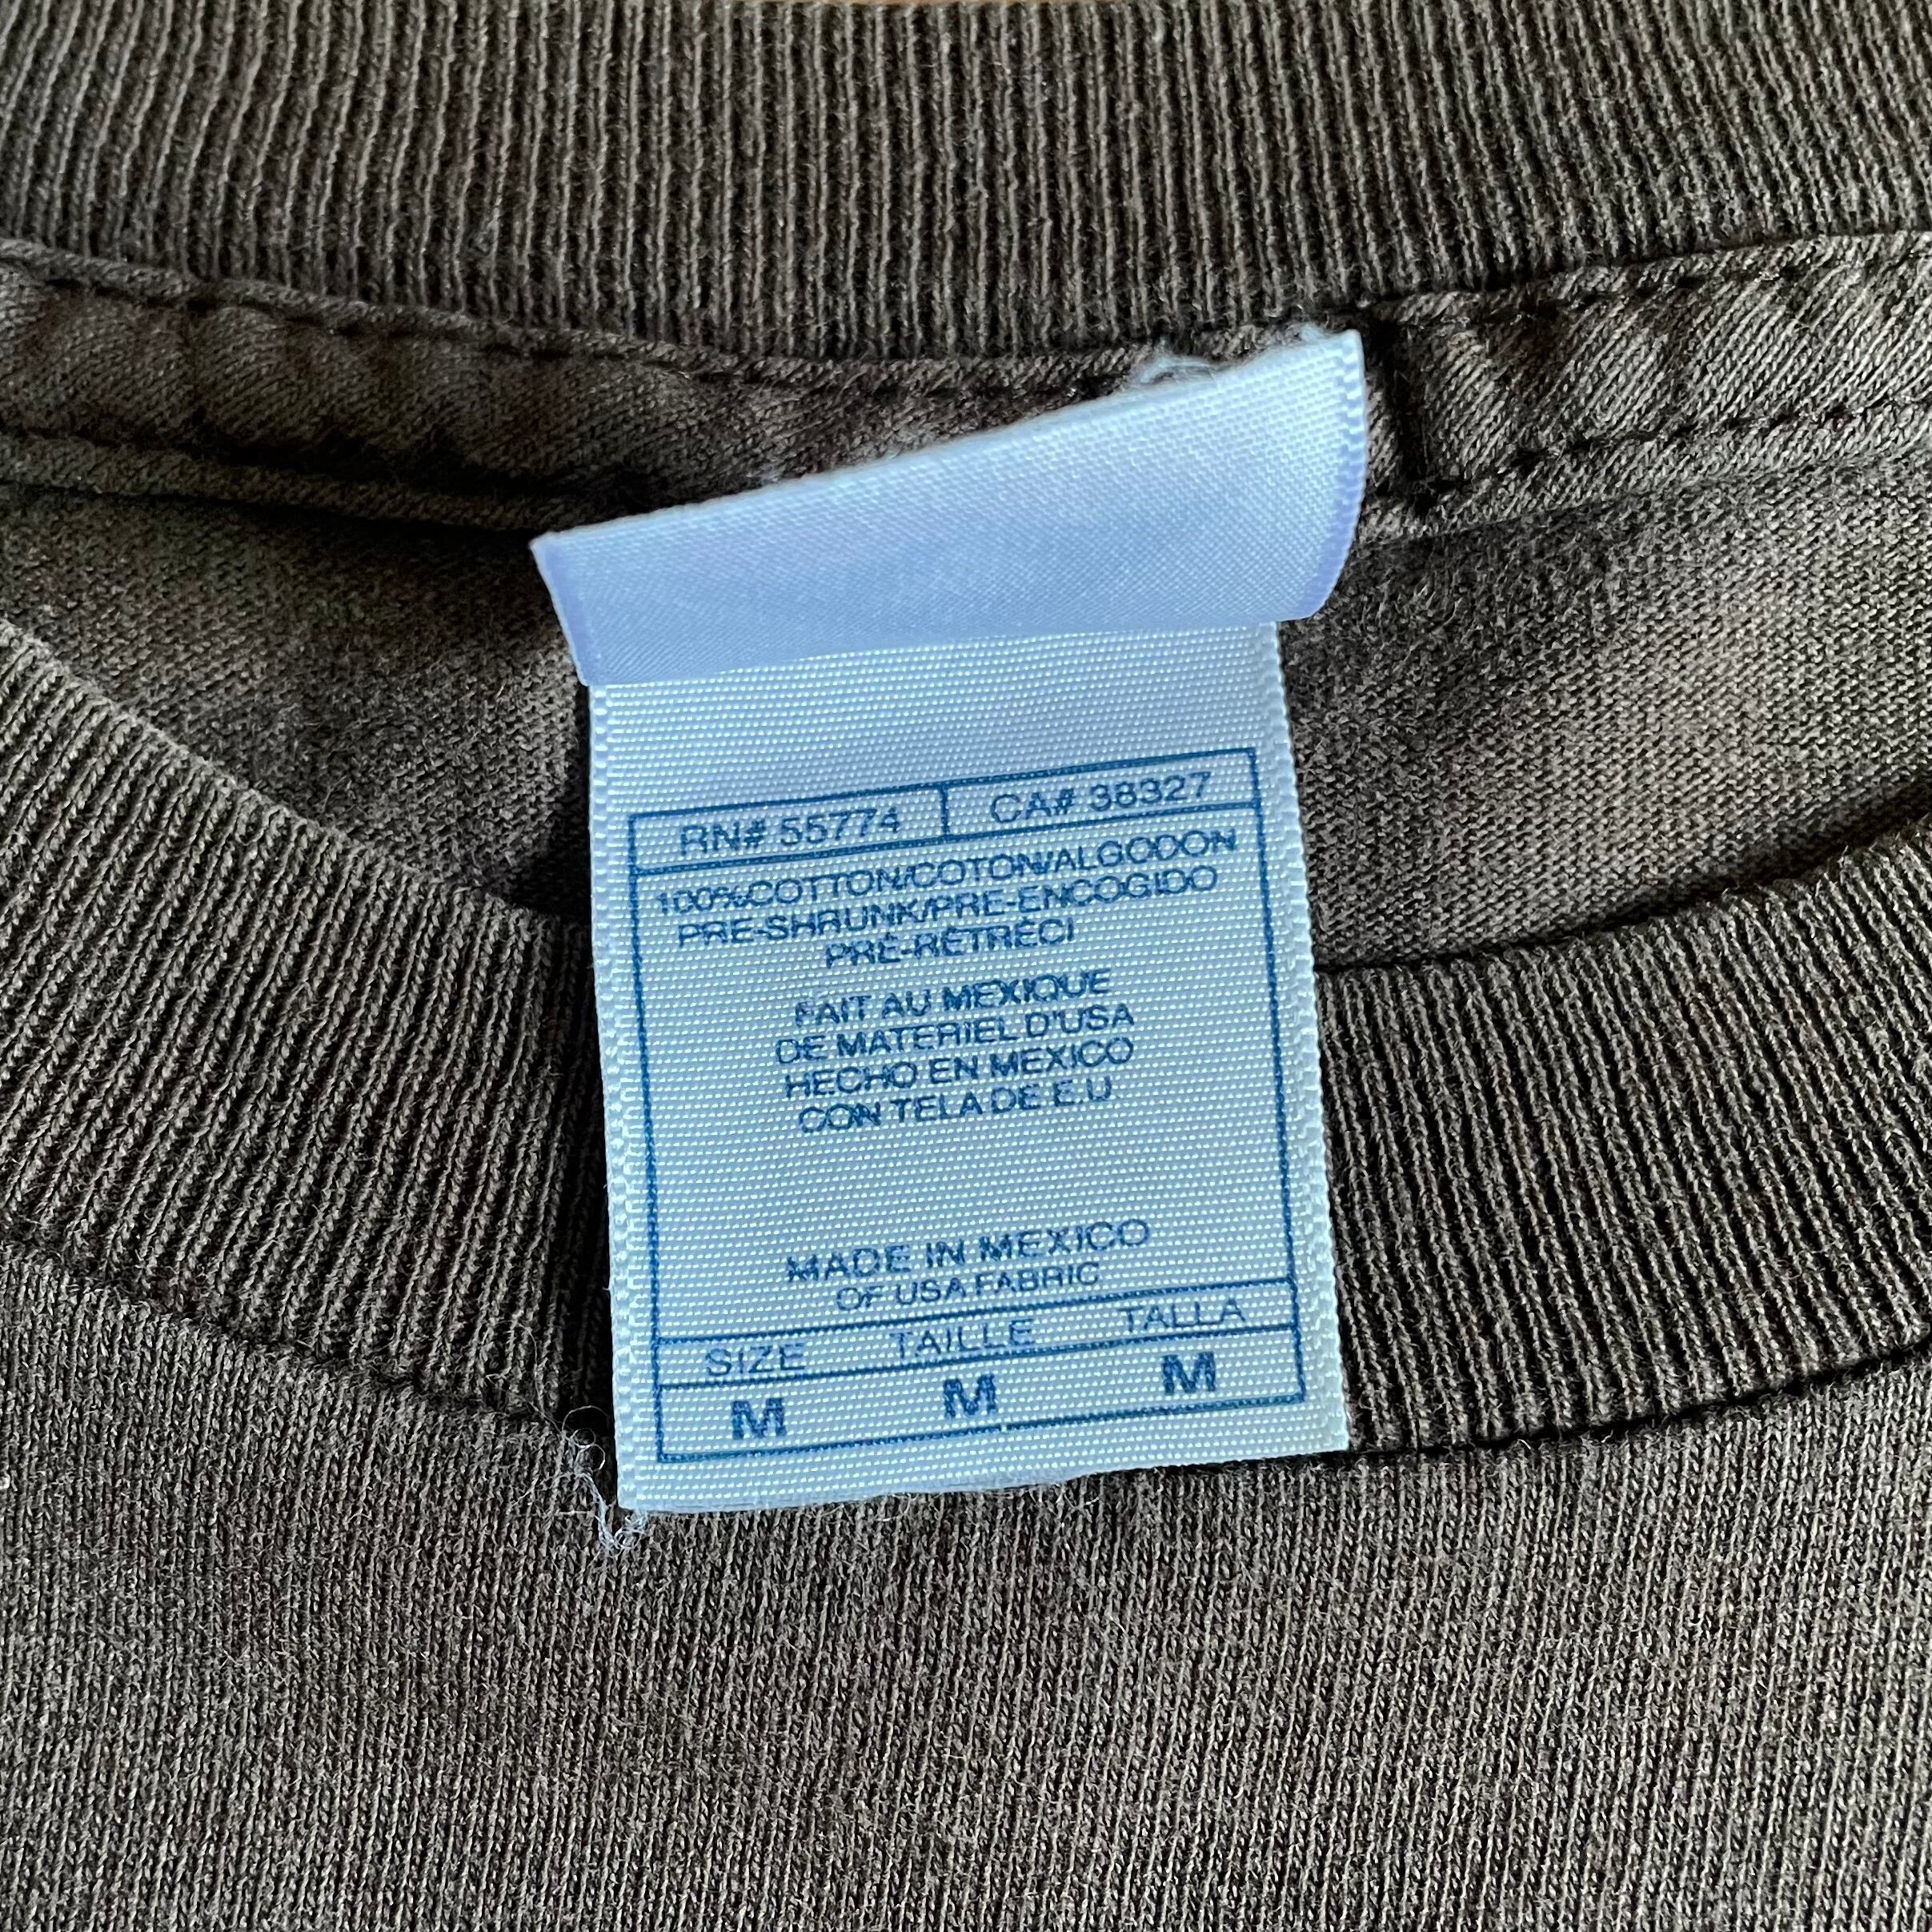 RN# 55774 CA# 38327
100%COTTON/COTON/ALGODON
PRE-SHRUNK/PRE-ENCOGIDO
PRÉ-RÉTRÉCI
FAIT AU MEXIQUE
DE MATERIEL D'USA
HECHO EN MEXICO
CON TELA DE E.U
MADE IN MEXICO
OF USA FABRIC
SIZE TAILLE TALLA
M M M